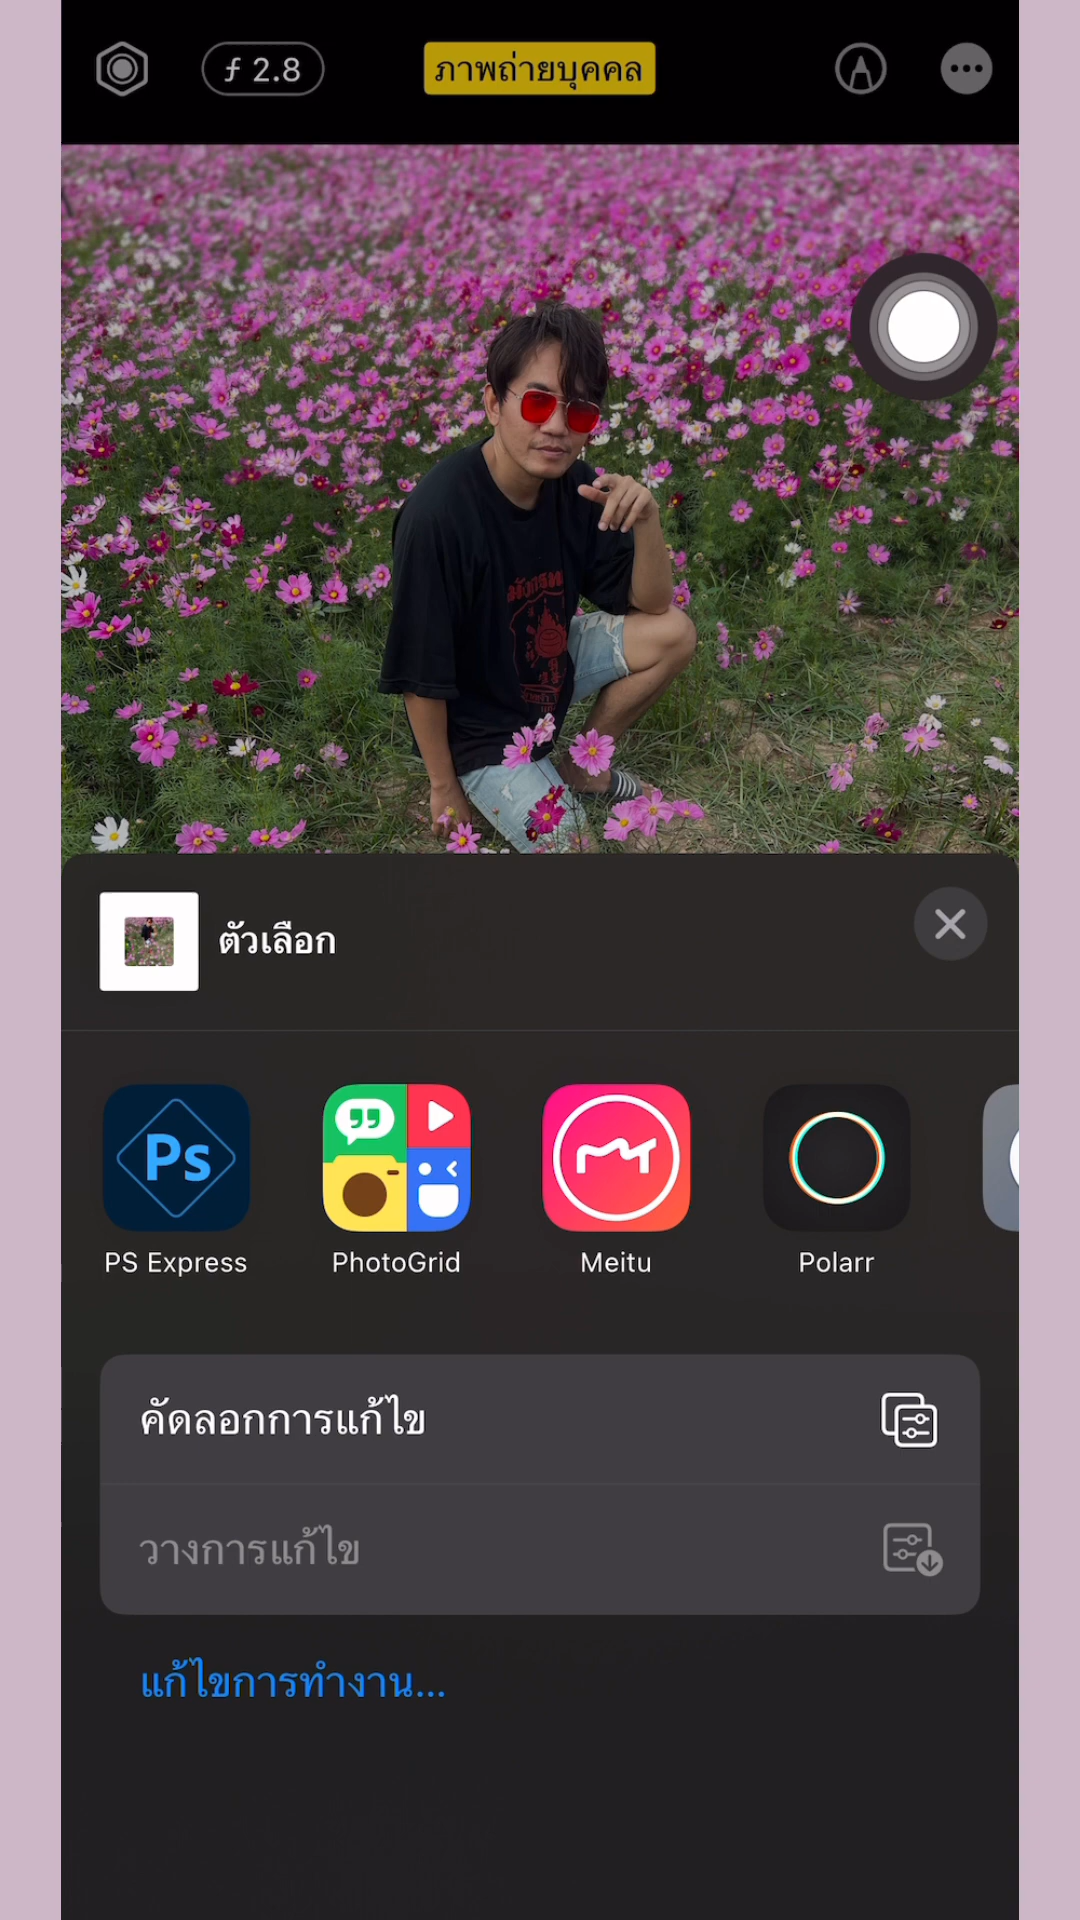 ƒ 2.8
ภาพถ่ายบุคคล
ตัวเลือก
Ps
PS Express
PhotoGrid
Meitu
Polarr
คัดลอกการแก้ไข
วางการแก้ไข
แก้ไขการทำงาน...